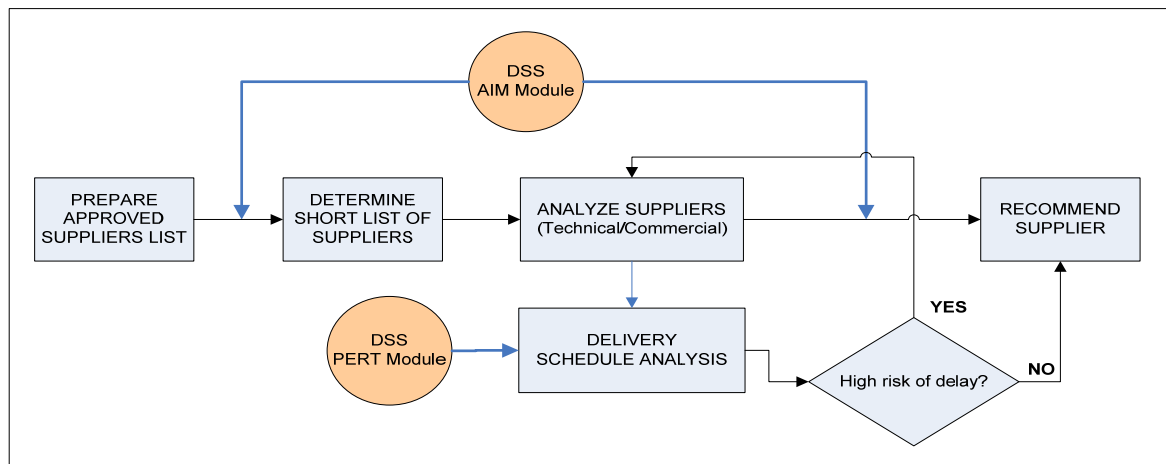 DSS
AIM Module
PREPARE
APPROVED
SUPPLIERS LIST
DETERMINE
SHORT LIST OF
SUPPLIERS
ANALYZE SUPPLIERS
(Technical/Commercial)
RECOMMEND
SUPPLIER
DSS
PERT Module
DELIVERY
SCHEDULE ANALYSIS
High risk of delay?
YES
NO